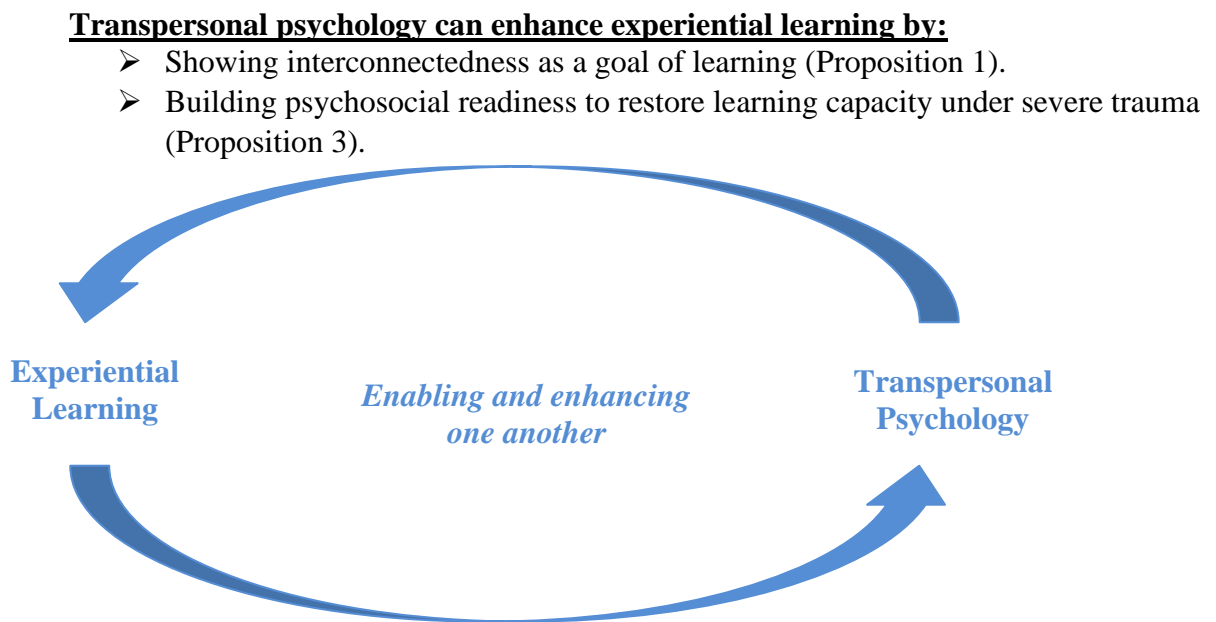 Transpersonal psychology can enhance experiential learning by:
➢ Showing interconnectedness as a goal of learning (Proposition 1).
➢ Building psychosocial readiness to restore learning capacity under severe trauma
(Proposition 3).
Experiential
Learning
Enabling and enhancing
one another
Transpersonal
Psychology